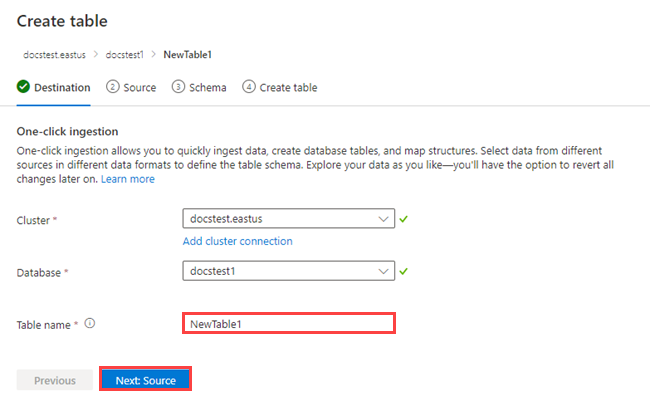 Create table
docstest.eastus > docstest1 > NewTable1
Destination 2 Source 3 Schema 4 Create table
One-click ingestion
One-click ingestion allows you to quickly ingest data, create database tables, and map structures. Select data from different
sources in different data formats to define the table schema. Explore your data as you like—you'll have the option to revert all
changes later on. Learn more
Cluster * docstest.eastus
Add cluster connection
Database * docstest1
Table name * NewTable1
Previous Next: Source